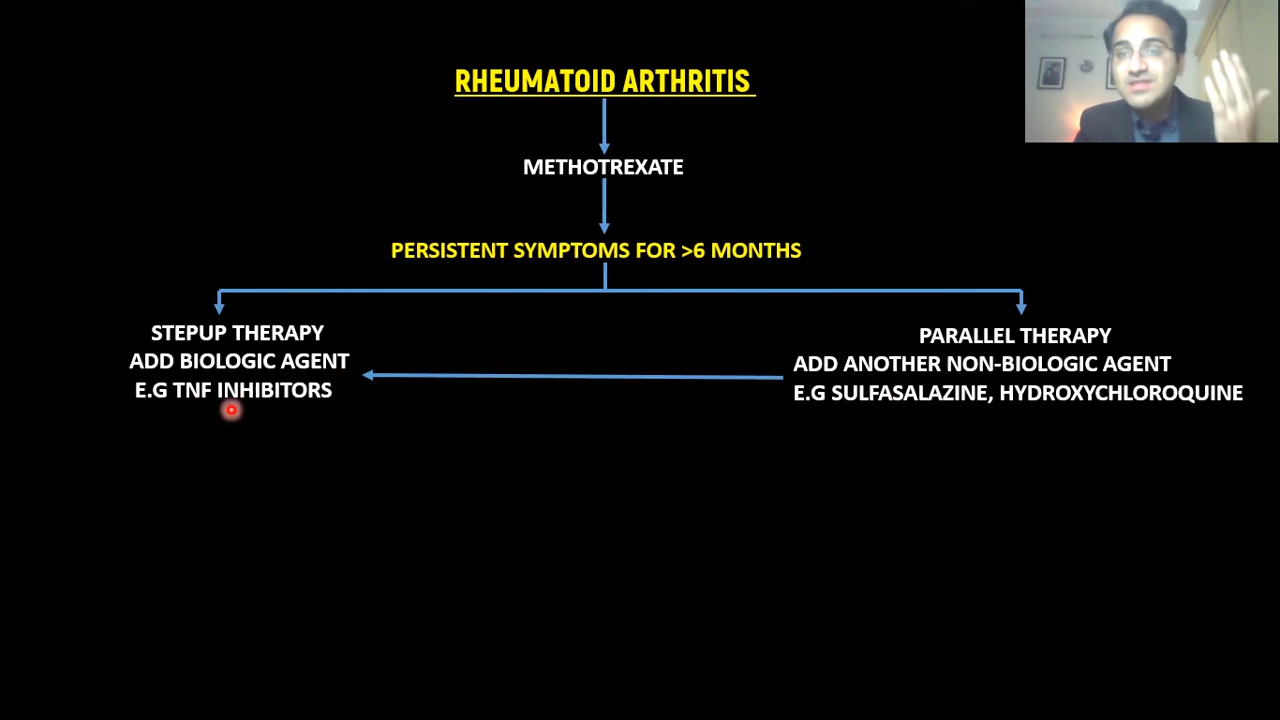 RHEUMATOID ARTHRITIS
METHOTREXATE
PERSISTENT SYMPTOMS FOR >6 MONTHS
STEPUP THERAPY
ADD BIOLOGIC AGENT
E.G TNF INHIBITORS
PARALLEL THERAPY
ADD ANOTHER NON-BIOLOGIC AGENT
E.G SULFASALAZINE, HYDROXYCHLOROQUINE